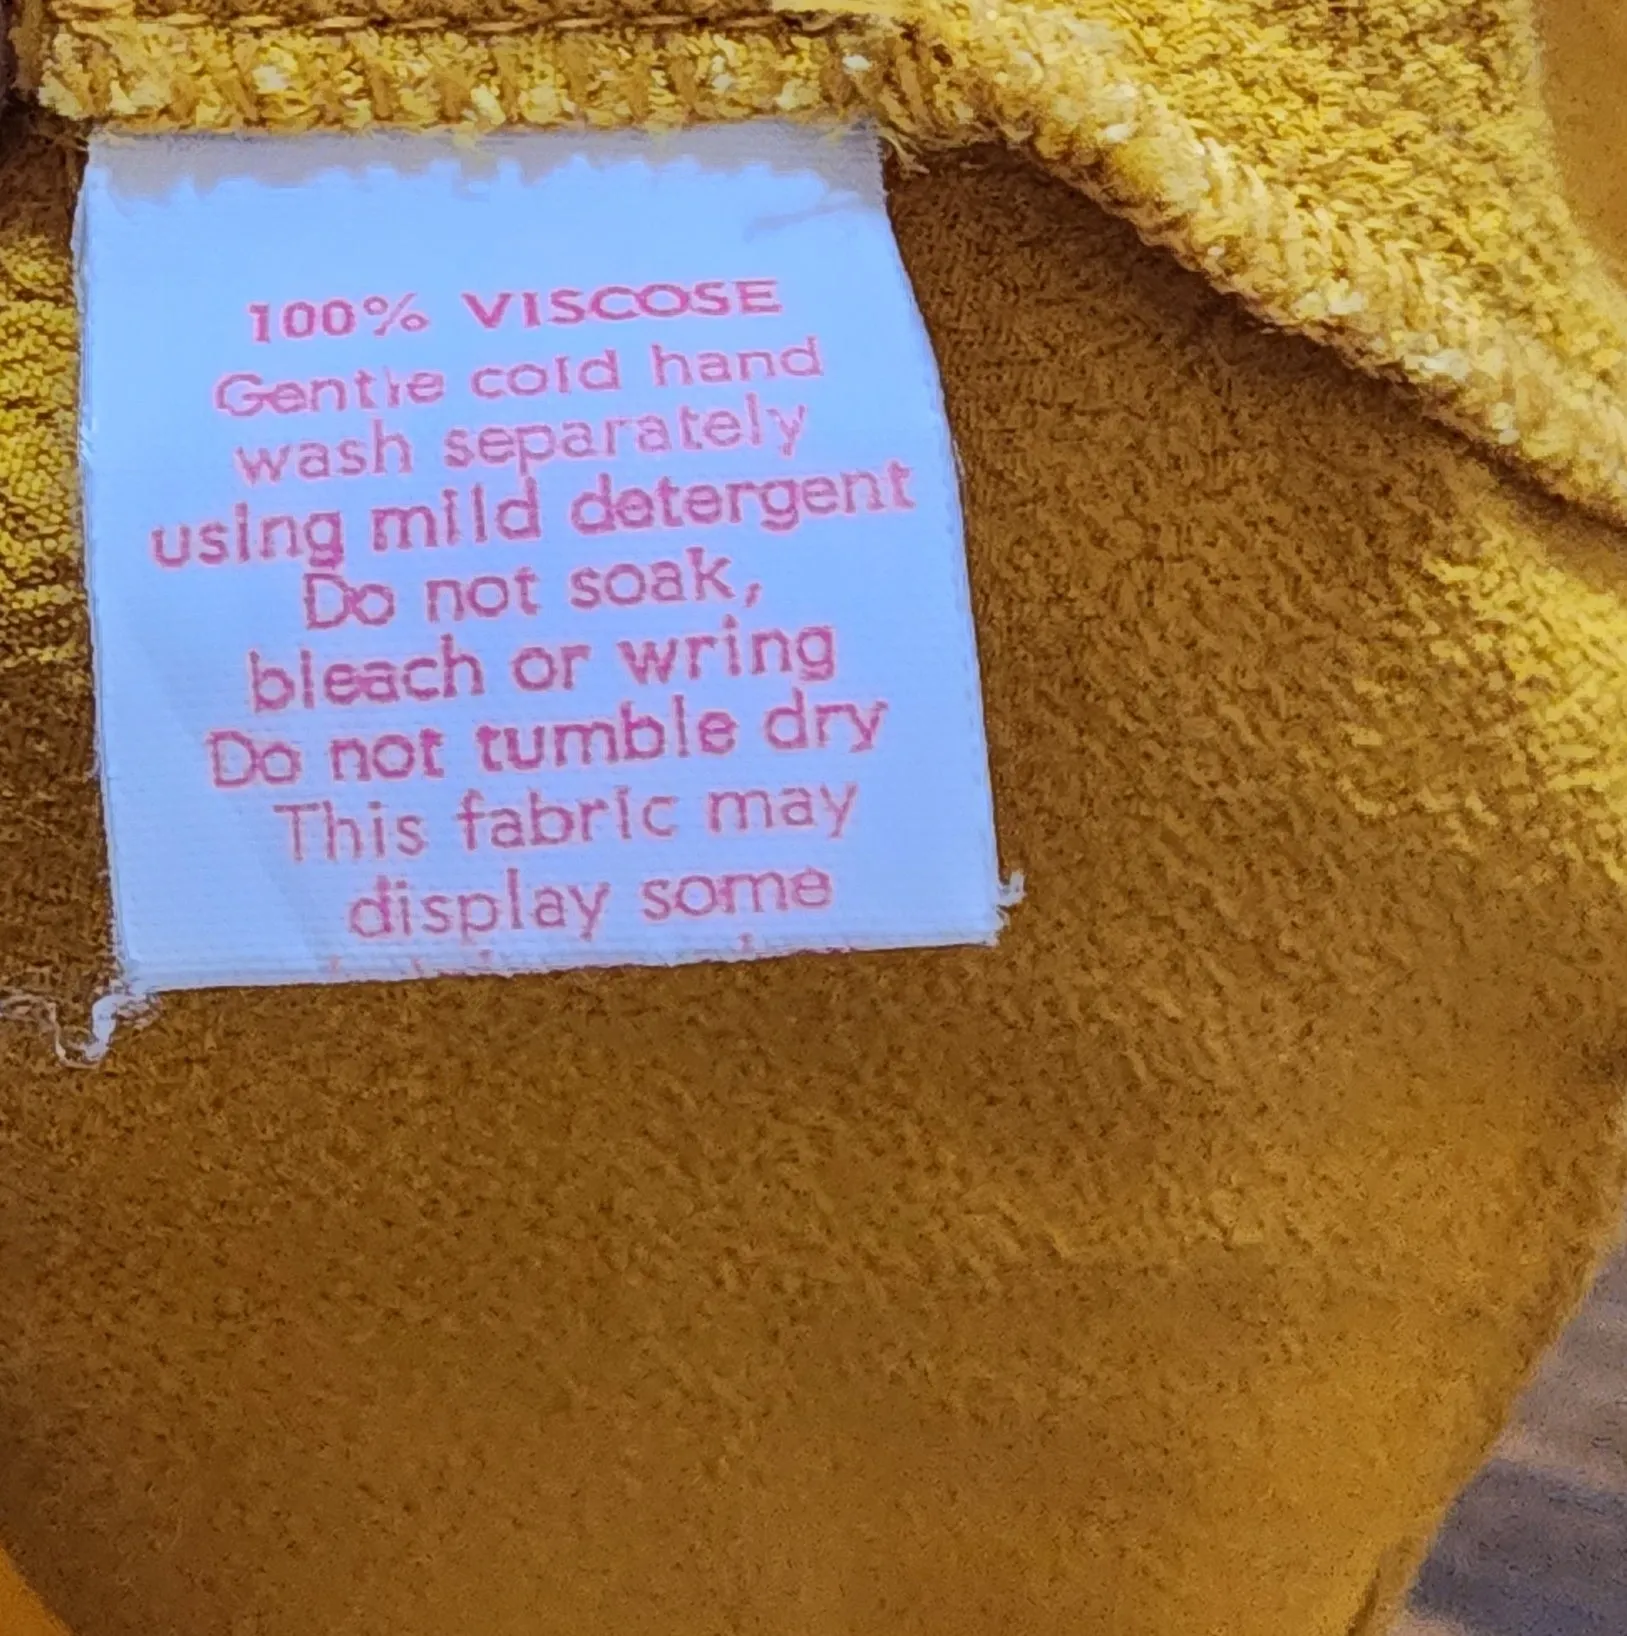 100% VISCOSE
Gentle cold hand
wash separately
using mild detergent
Do not soak,
bleach or wring
Do not tumble dry
This fabric may
display some